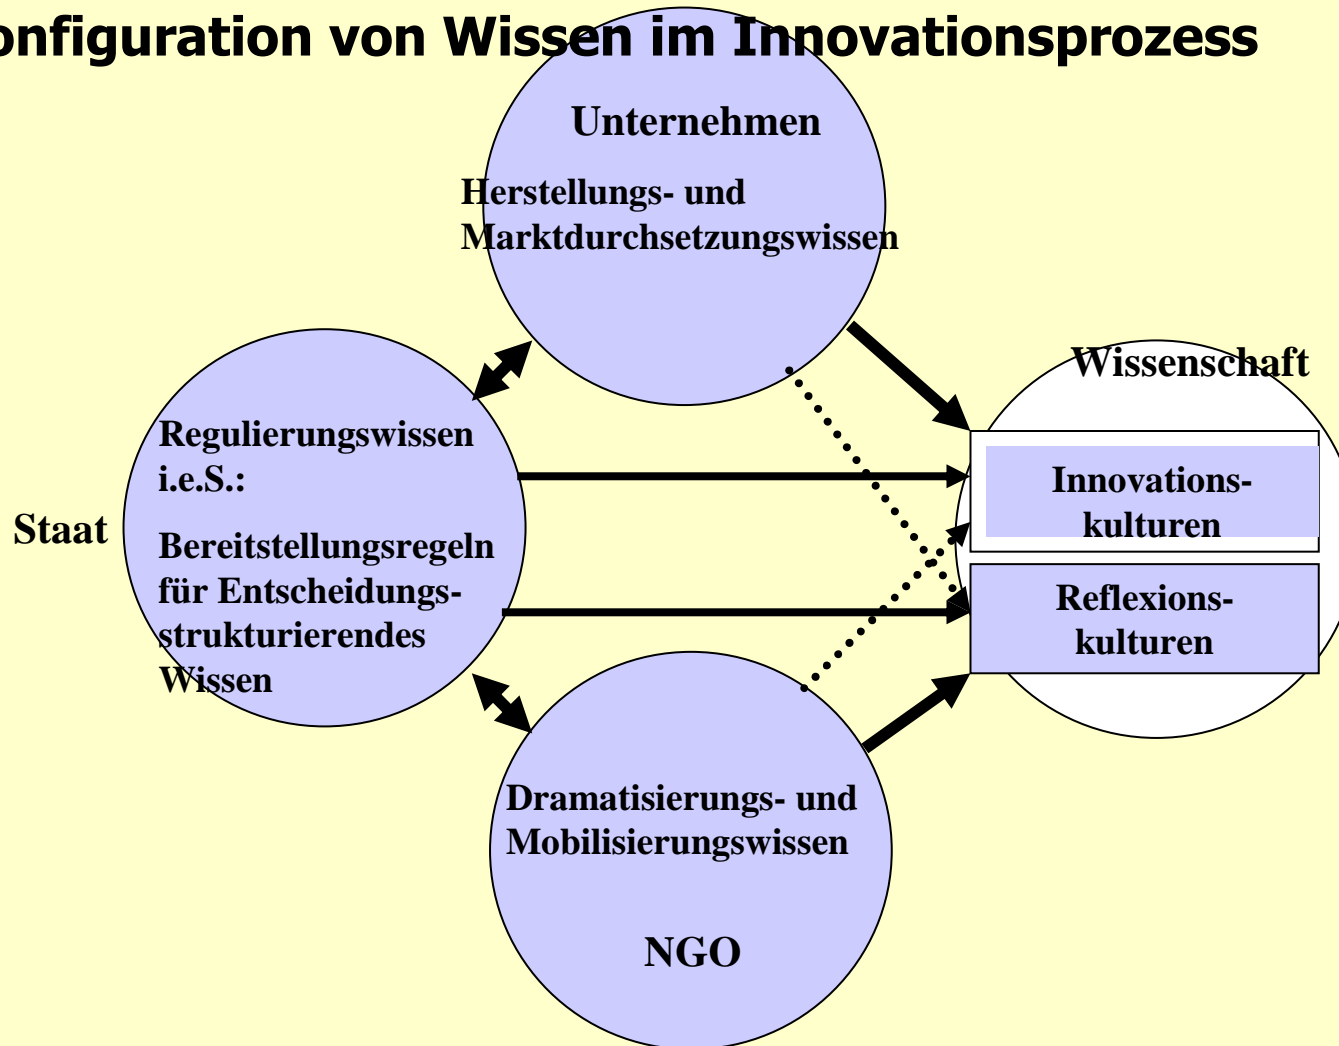 onfiguration von Wissen im Innovationsprozess
Unternehmen
Herstellungs- und
Marktdurchsetzungswissen
Wissenschaft
Regulierungswissen
i.e.S.:
Staat
Bereitstellungsregeln
für Entscheidungs-
strukturierendes
Wissen
Innovations-
kulturen
Reflexions-
kulturen
Dramatisierungs- und
Mobilisierungswissen
NGO